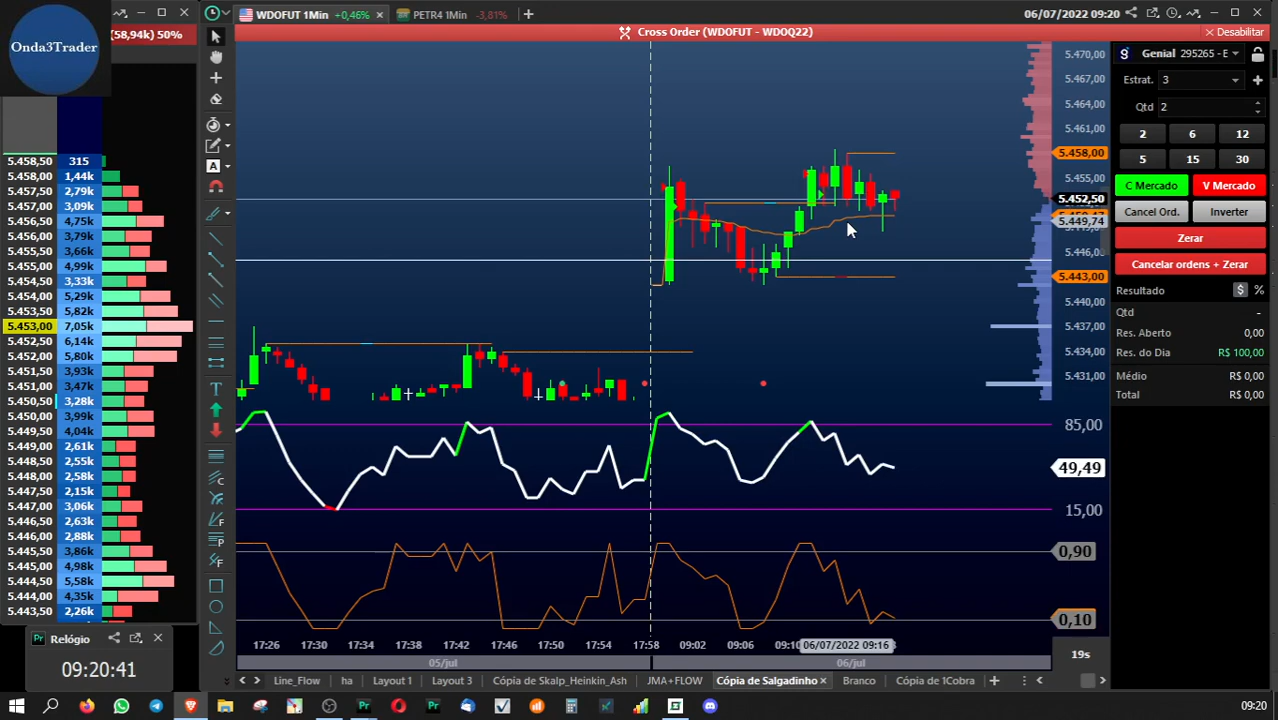 (58,94k) 50%
Onda3Trader
WDOFUT 1Min +0,46%
PETR4 1Min -3,81%
06/07/2022 09:20
Cross Order (WDOFUT - WDOQ22)
Desabilitar
5.458,50 315
5.458,00 1,44k
5.457,50 2,79k
5.457,00 3,09k
5.456,50 4,75k
5.456,00 3,79k
5.455,50 3,66k
5.455,00 4,99k
5.454,50 3,33k
5.454,00 5,29k
5.453,50 5,82k
5.453,00 7,05k
5.452,50 6,14k
5.452,00 5,80k
5.451,50 3,93k
5.451,00 3,47k
5.450,50 3,28k
5.450,00 3,99k
5.449,50 4,04k
5.449,00 2,61k
5.448,50 2,55k
5.448,00 2,58k
5.447,50 2,15k
5.447,00 3,06k
5.446,50 2,63k
5.446,00 2,88k
5.445,50 3,86k
5.445,00 4,98k
5.444,50 5,58k
5.444,00 4,35k
5.443,50 2,26k
Relógio
09:20:41
A
T
C
F
P
F
5.470,00
5.467,00
5.464,00
5.461,00
5.458,00
5.455,00
5.452,50
5.449,74
5.446,00
5.443,00
5.440,00
5.437,00
5.434,00
5.431,00
85,00
49,49
15,00
0,90
0,10
17:26 17:30 17:34 17:38 17:42 17:46 17:50 17:54 17:58 09:02 09:06 09:10 06/07/2022 09:16
19s
05/jul
06/jul
Line_Flow ha Layout 1 Layout 3 Cópia de Skalp_Heinkin_Ash JMA+FLOW Cópia de Salgadinho Branco Cópia de 1Cobra
Genial 295265 - E
Estrat. 3
Qtd 2
2 6 12
5 15 30
C Mercado V Mercado
Cancel Ord. Inverter
Zerar
Cancelar ordens + Zerar
Resultado $ %
Qtd -
Res. Aberto 0,00
Res. do Dia R$ 100,00
Médio R$ 0,00
Total R$ 0,00
Pr
Pr
Pr
09:20